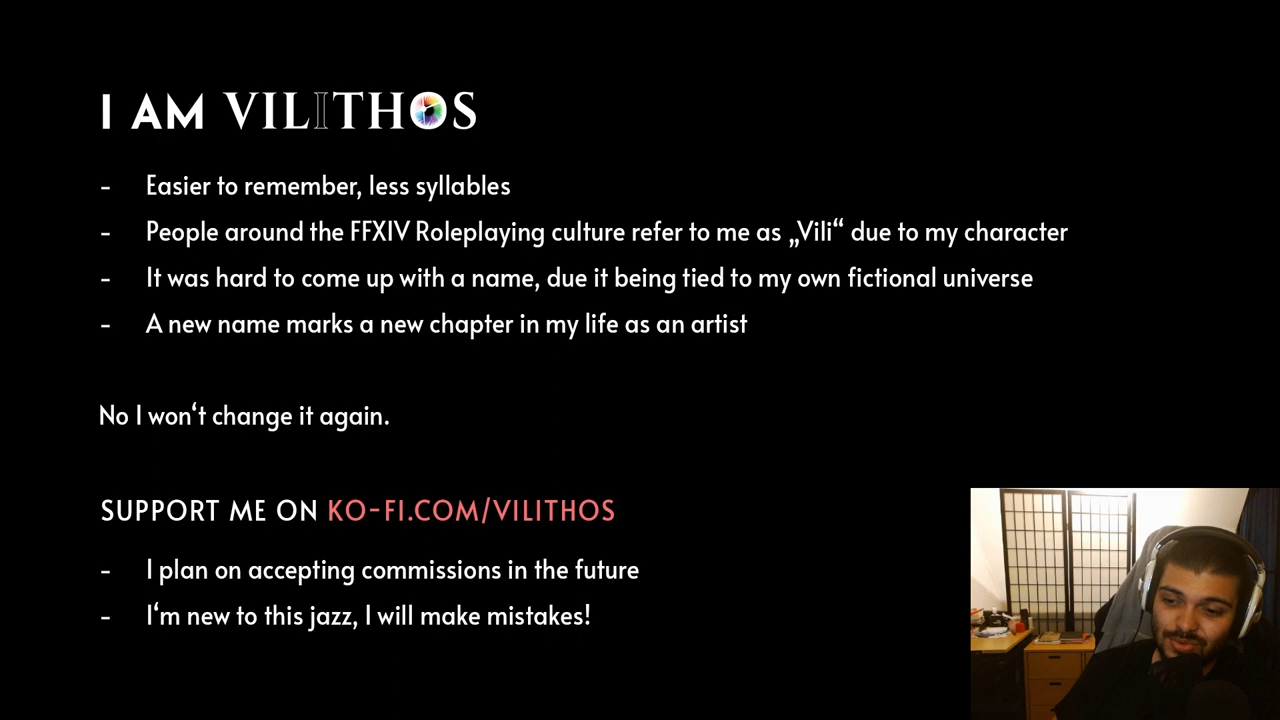 I AM VILITHOS
- Easier to remember, less syllables
- People around the FFXIV Roleplaying culture refer to me as „Vili“ due to my character
- It was hard to come up with a name, due it being tied to my own fictional universe
- A new name marks a new chapter in my life as an artist
No I won‘t change it again.
SUPPORT ME ON KO-FI.COM/VILITHOS
- I plan on accepting commissions in the future
- I‘m new to this jazz, I will make mistakes!